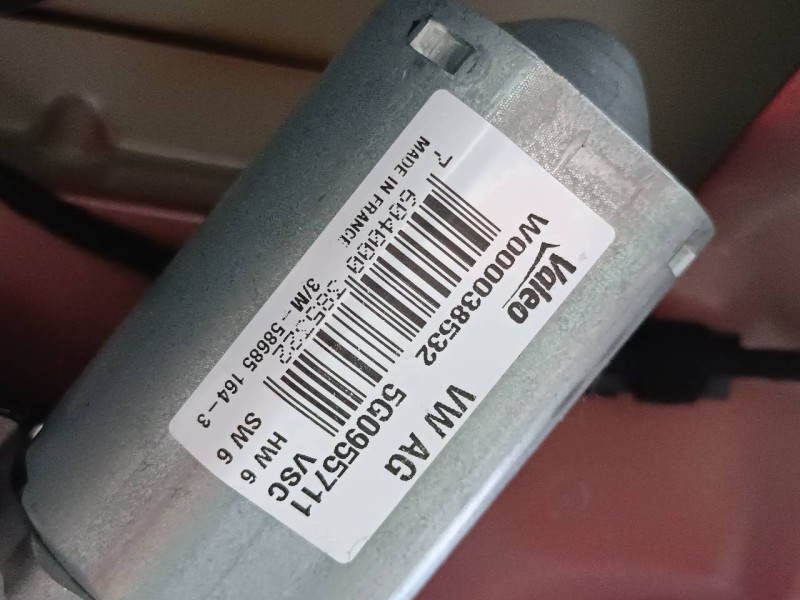 Valeo
VW AG
W000038532 5G0955711
VSC
HW 6
SW 6
3/M - 58685 164-3
MADE IN FRANCE